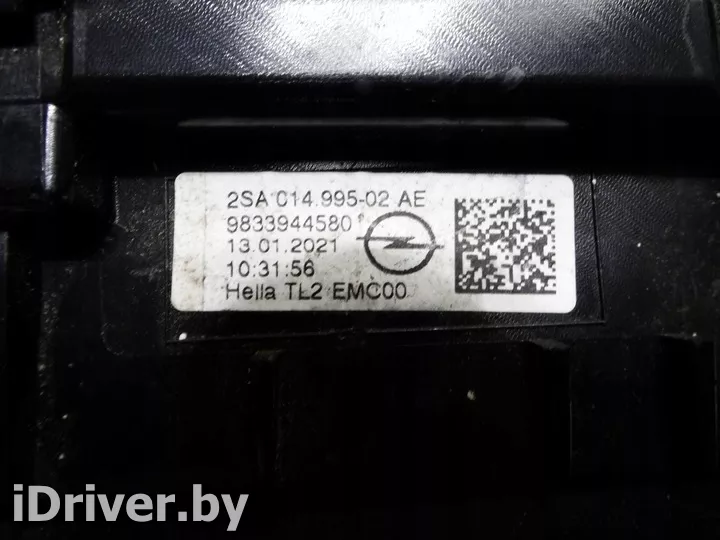 2SA 014.995-02 AE
9833944580
13.01.2021
10:31:56
Hella TL2 EMC00
iDriver.by